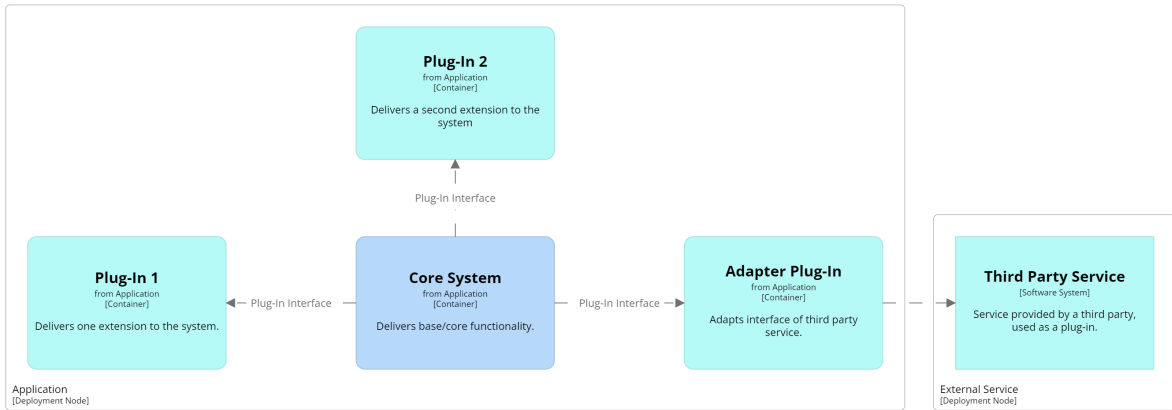 Plug-In 2
from Application
[Container]
Delivers a second extension to the
system
Plug-In Interface
Plug-In 1
from Application
[Container]
Delivers one extension to the system.
Plug-In Interface
Core System
from Application
[Container]
Delivers base/core functionality.
Plug-In Interface
Adapter Plug-In
from Application
[Container]
Adapts interface of third party
service.
Third Party Service
[Software System]
Service provided by a third party,
used as a plug-in.
Application
[Deployment Node]
External Service
[Deployment Node]